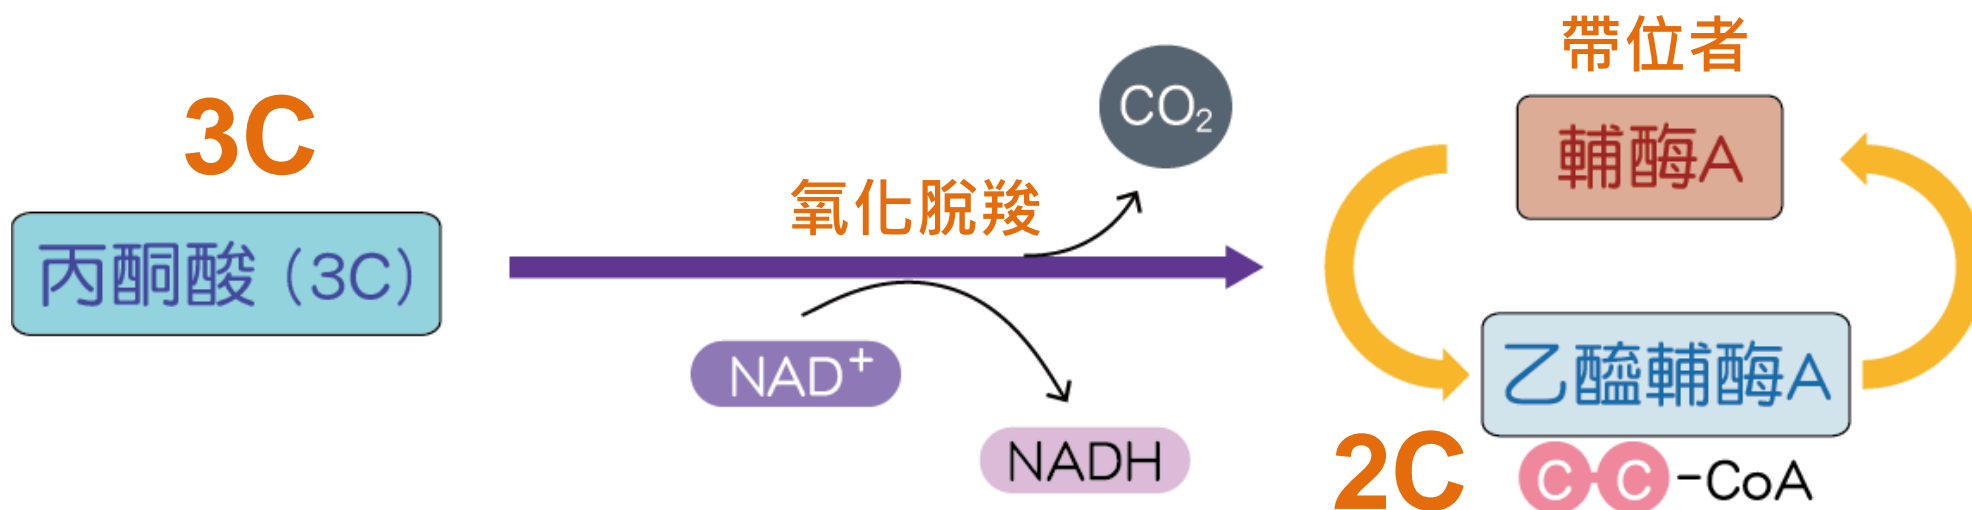 3C
丙酮酸（3C）
氧化脫羧
CO₂
NAD⁺
NADH
帶位者
輔酶A
乙醯輔酶A
2C
C-C-CoA